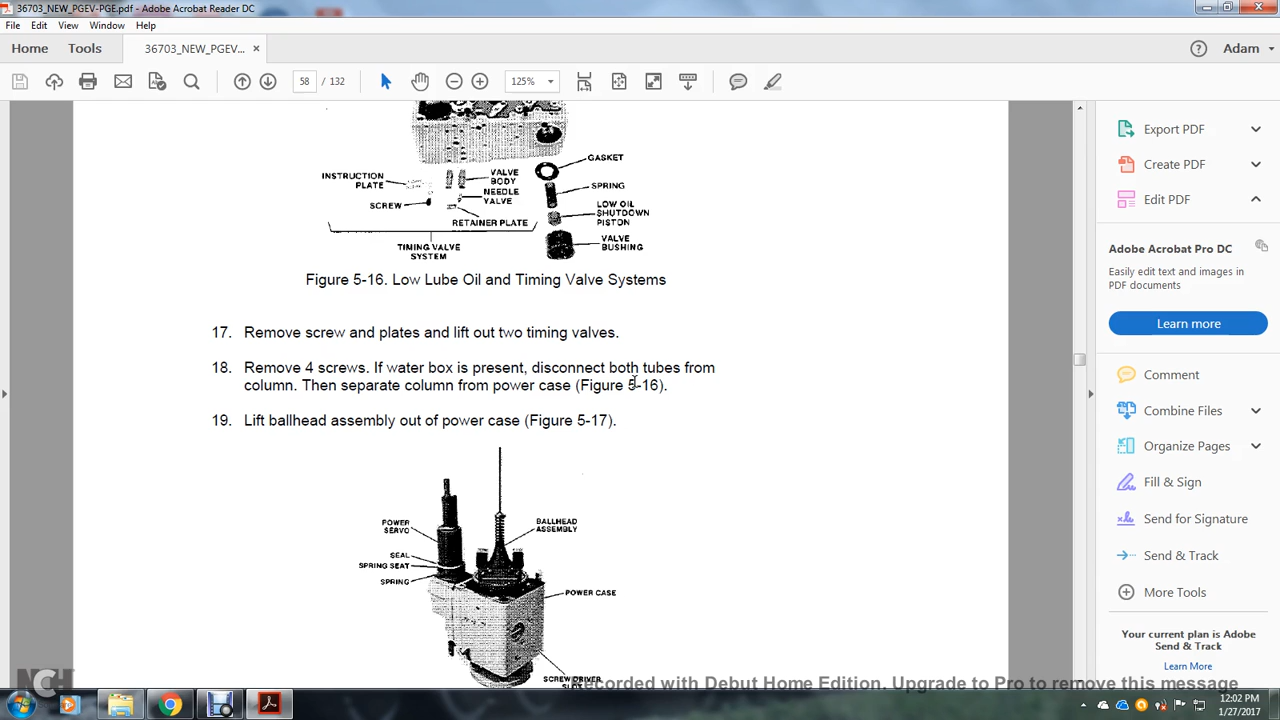 36703_NEW_PGEV-PGE.pdf - Adobe Acrobat Reader DC
File Edit View Window Help
Home Tools 36703_NEW_PGEV... × Adam
58 / 132 125%
INSTRUCTION PLATE
SCREW
VALVE BODY
NEEDLE VALVE
RETAINER PLATE
TIMING VALVE SYSTEM
GASKET
SPRING
LOW OIL SHUTDOWN PISTON
VALVE BUSHING
Figure 5-16. Low Lube Oil and Timing Valve Systems
17. Remove screw and plates and lift out two timing valves.
18. Remove 4 screws. If water box is present, disconnect both tubes from
column. Then separate column from power case (Figure 5-16).
19. Lift ballhead assembly out of power case (Figure 5-17).
POWER SERVO
SEAL
SPRING SEAT
SPRING
BALLHEAD ASSEMBLY
POWER CASE
SCREW DRIVER
Export PDF
Create PDF
Edit PDF
Adobe Acrobat Pro DC
Easily edit text and images in
PDF documents
Learn more
Comment
Combine Files
Organize Pages
Fill & Sign
Send for Signature
Send & Track
More Tools
Your current plan is Adobe
Send & Track
Learn More
NCH
Recorded with Debut Home Edition. Upgrade to Pro to remove this message
12:02 PM
1/27/2017